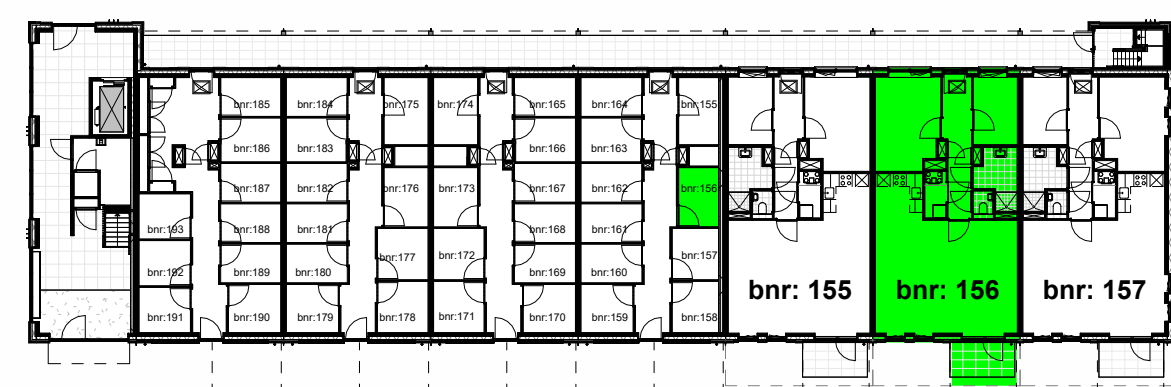 bnr:185 bnr:184 bnr:175 bnr:174 bnr:165 bnr:164 bnr:155
bnr:186 bnr:183 bnr:166 bnr:163
bnr:187 bnr:182 bnr:176 bnr:173 bnr:167 bnr:162 bnr:156
bnr:193 bnr:188 bnr:181 bnr:168 bnr:161
bnr:192 bnr:189 bnr:180 bnr:177 bnr:172 bnr:169 bnr:160 bnr:157
bnr:191 bnr:190 bnr:179 bnr:178 bnr:171 bnr:170 bnr:159 bnr:158
bnr: 155 bnr: 156 bnr: 157